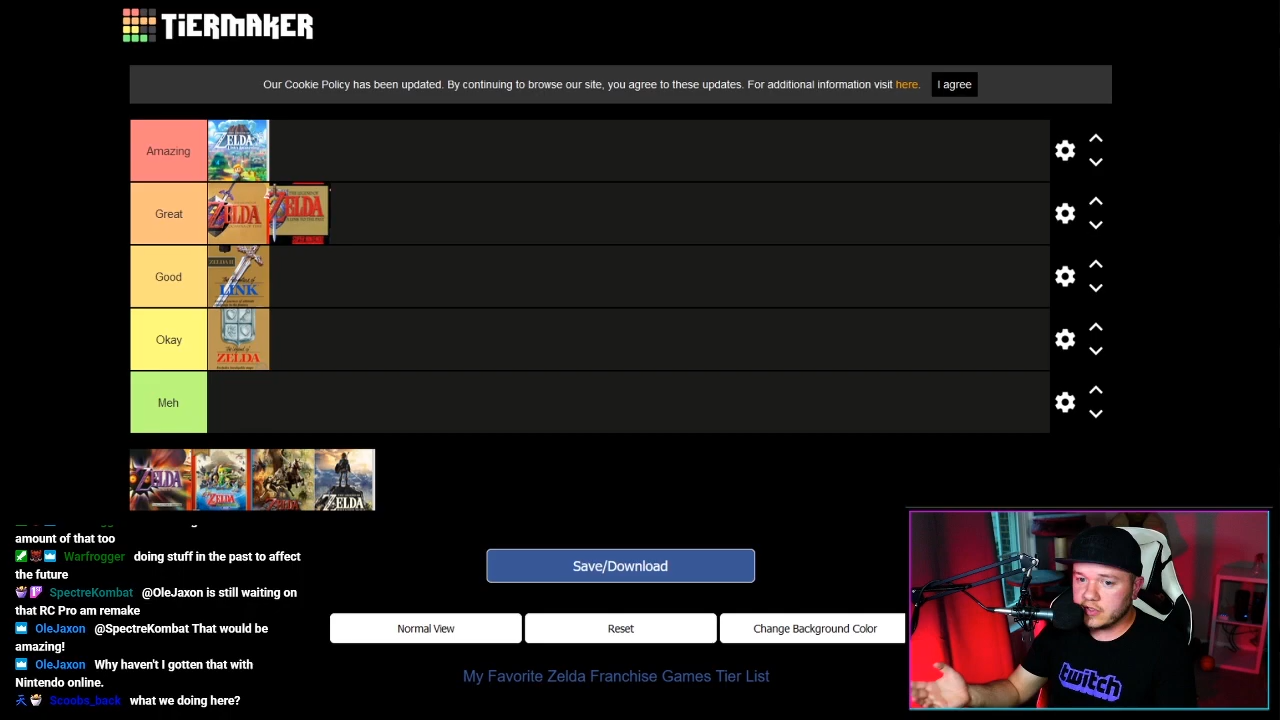 TiERMAKER
Our Cookie Policy has been updated. By continuing to browse our site, you agree to these updates. For additional information visit here.
I agree
Amazing
ZELDA
Great
ZELDA
ZELDA
Good
ZELDA II
LINK
Okay
ZELDA
Meh
ZELDA
ZELDA
ZELDA
ZELDA
amount of that too
Warfrogger doing stuff in the past to affect
the future
SpectreKombat @OleJaxon is still waiting on
that RC Pro am remake
OleJaxon @SpectreKombat That would be
amazing!
OleJaxon Why haven't I gotten that with
Nintendo online.
Scoobs_back what we doing here?
Save/Download
Normal View
Reset
Change Background Color
My Favorite Zelda Franchise Games Tier List
twitch